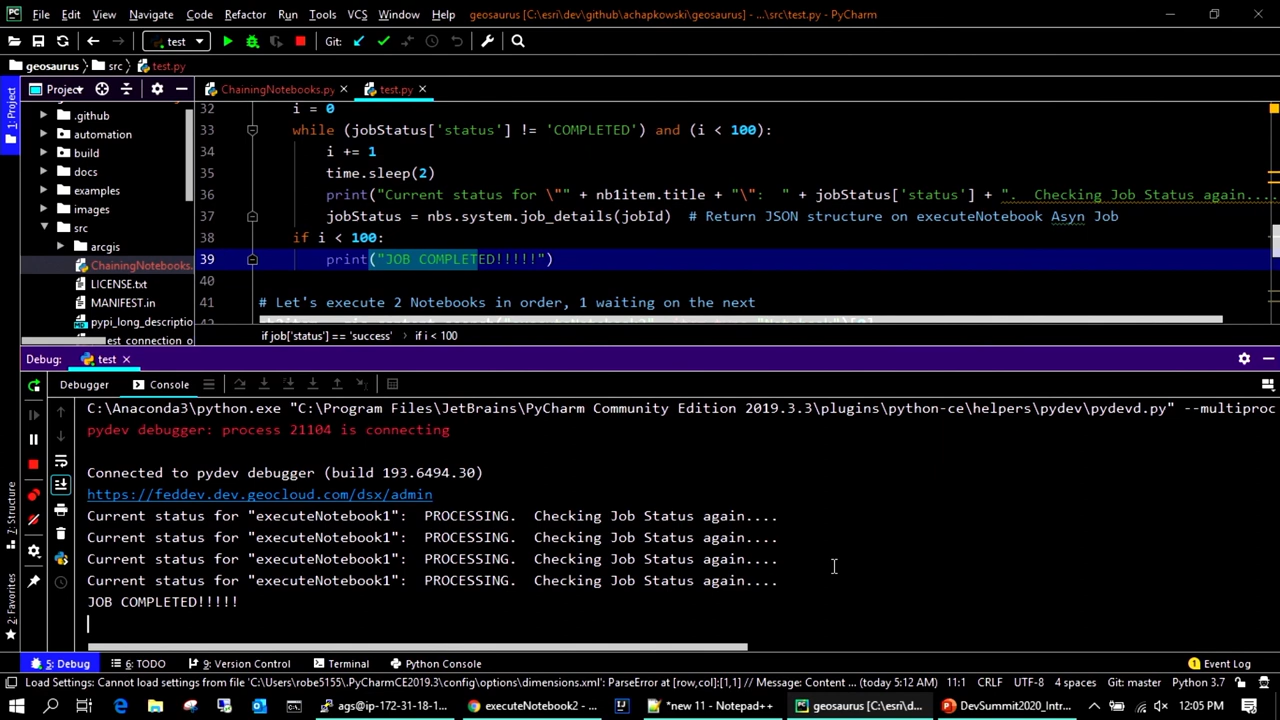 File Edit View Navigate Code Refactor Run Tools VCS Window Help geosaurus [C:\esri\dev\github\achapkowski\geosaurus] - ...\src\test.py - PyCharm
test Git:
geosaurus src test.py
Project ChainingNotebooks.py test.py
1: Project
.github
automation
build
docs
examples
images
src
arcgis
ChainingNotebooks.
LICENSE.txt
MANIFEST.in
pypi_long_descriptio
32 i = 0
33 while (jobStatus['status'] != 'COMPLETED') and (i < 100):
34 i += 1
35 time.sleep(2)
36 print("Current status for \"" + nb1item.title + "\": " + jobStatus['status'] + ". Checking Job Status again....
37 jobStatus = nbs.system.job_details(jobId) # Return JSON structure on executeNotebook Asyn Job
38 if i < 100:
39 print("JOB COMPLETED!!!!!")
40
41 # Let's execute 2 Notebooks in order, 1 waiting on the next
if job['status'] == 'success' if i < 100
Debug: test
Debugger Console
C:\Anaconda3\python.exe "C:\Program Files\JetBrains\PyCharm Community Edition 2019.3.3\plugins\python-ce\helpers\pydev\pydevd.py" --multiproc
pydev debugger: process 21104 is connecting
Connected to pydev debugger (build 193.6494.30)
https://feddev.dev.geocloud.com/dsx/admin
Current status for "executeNotebook1": PROCESSING. Checking Job Status again....
Current status for "executeNotebook1": PROCESSING. Checking Job Status again....
Current status for "executeNotebook1": PROCESSING. Checking Job Status again....
Current status for "executeNotebook1": PROCESSING. Checking Job Status again....
JOB COMPLETED!!!!!
7: Structure
2: Favorites
5: Debug 6: TODO 9: Version Control Terminal Python Console Event Log
Load Settings: Cannot load settings from file 'C:\Users\robe5155\.PyCharmCE2019.3\config\options\dimensions.xml': ParseError at [row,col]:[1,1] // Message: Content ... (today 5:12 AM) 11:1 CRLF UTF-8 4 spaces Git: master Python 3.7
ags@ip-172-31-18-1... executeNotebook2 - ... *new 11 - Notepad++ geosaurus [C:\esri\d... DevSummit2020_Intr... 12:05 PM